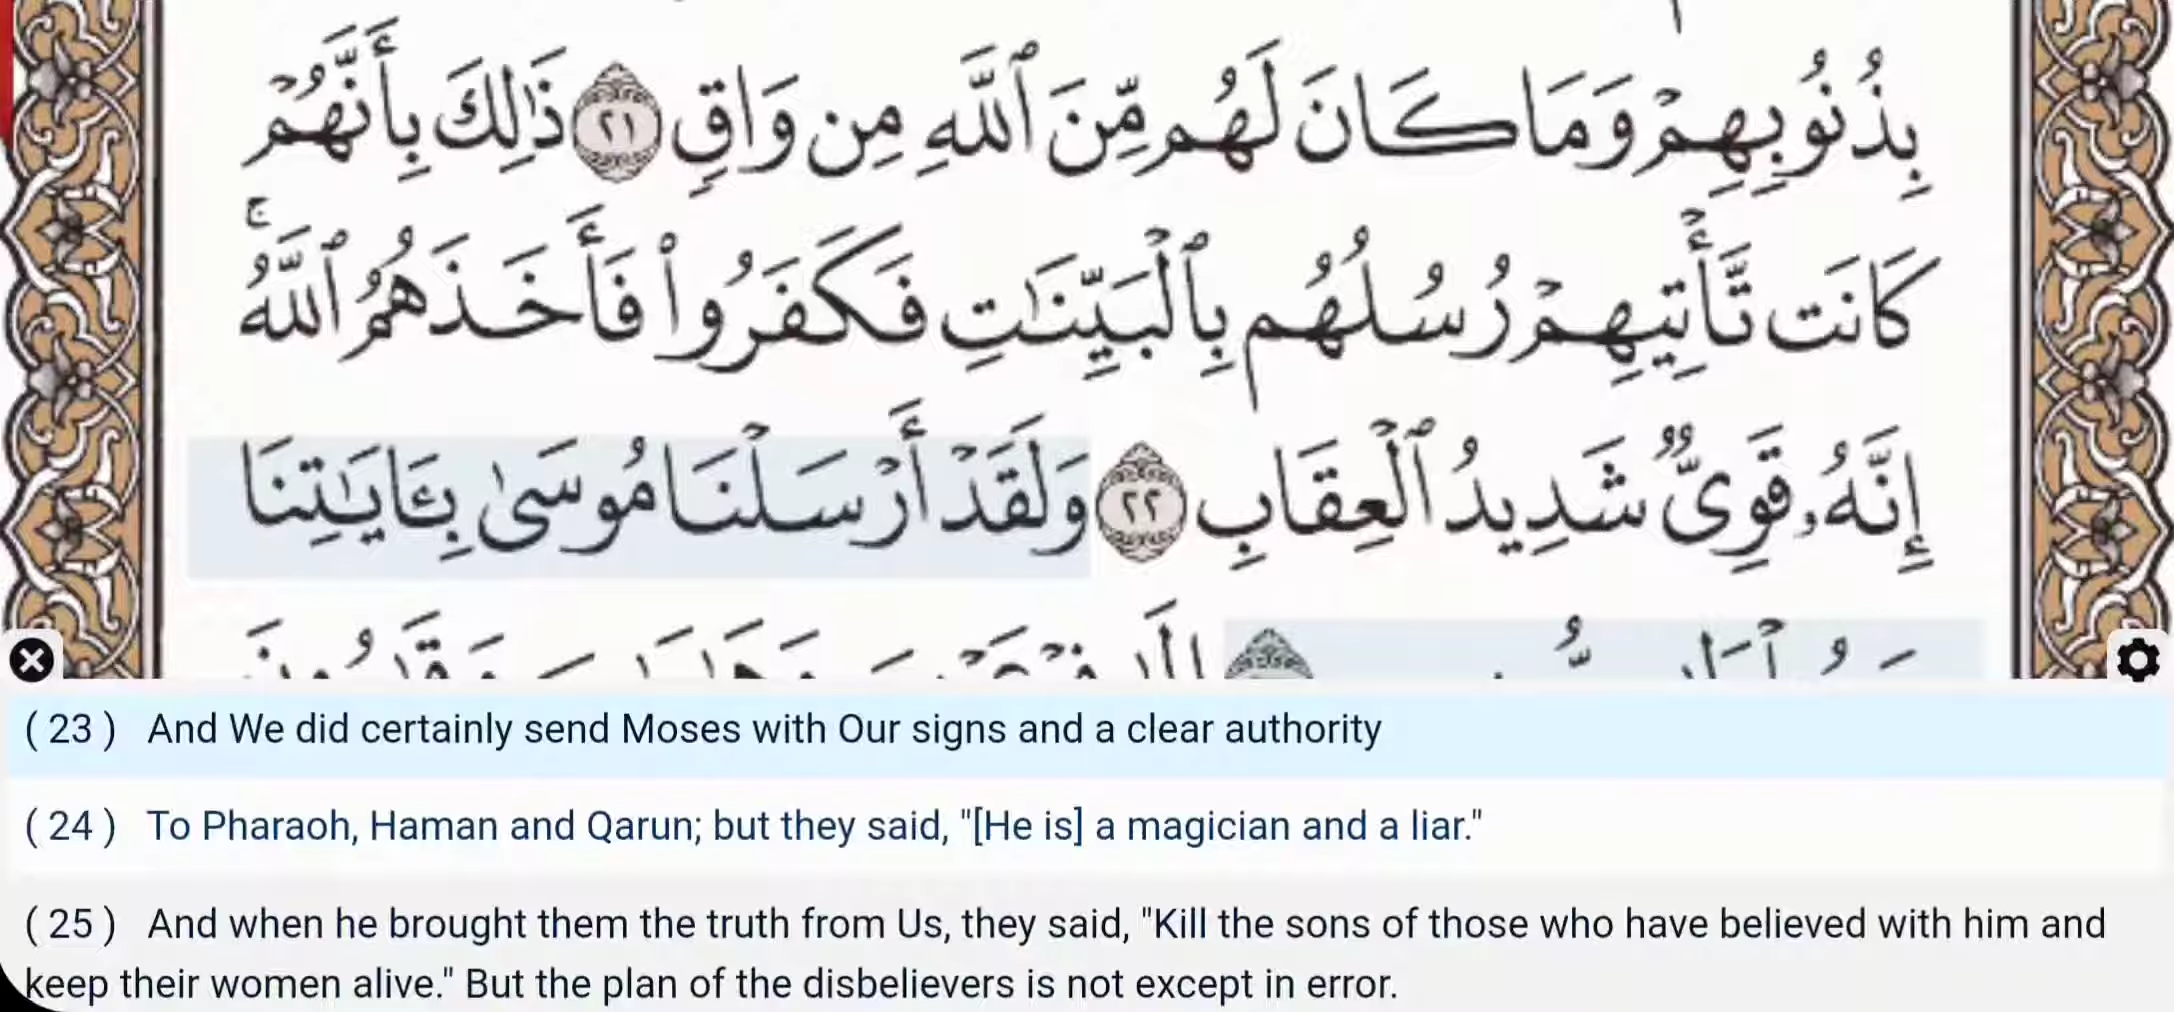 بِذُنُوبِهِمْ وَمَا كَانَ لَهُم مِّنَ ٱللَّهِ مِن وَاقٍ ٢١ ذَٰلِكَ بِأَنَّهُمْ
كَانَت تَّأْتِيهِمْ رُسُلُهُم بِٱلْبَيِّنَـٰتِ فَكَفَرُوا۟ فَأَخَذَهُمُ ٱللَّهُ ۚ
إِنَّهُۥ قَوِىٌّ شَدِيدُ ٱلْعِقَابِ ٢٢ وَلَقَدْ أَرْسَلْنَا مُوسَىٰ بِـَٔايَـٰتِنَا
( 23 ) And We did certainly send Moses with Our signs and a clear authority
( 24 ) To Pharaoh, Haman and Qarun; but they said, "[He is] a magician and a liar."
( 25 ) And when he brought them the truth from Us, they said, "Kill the sons of those who have believed with him and
keep their women alive." But the plan of the disbelievers is not except in error.